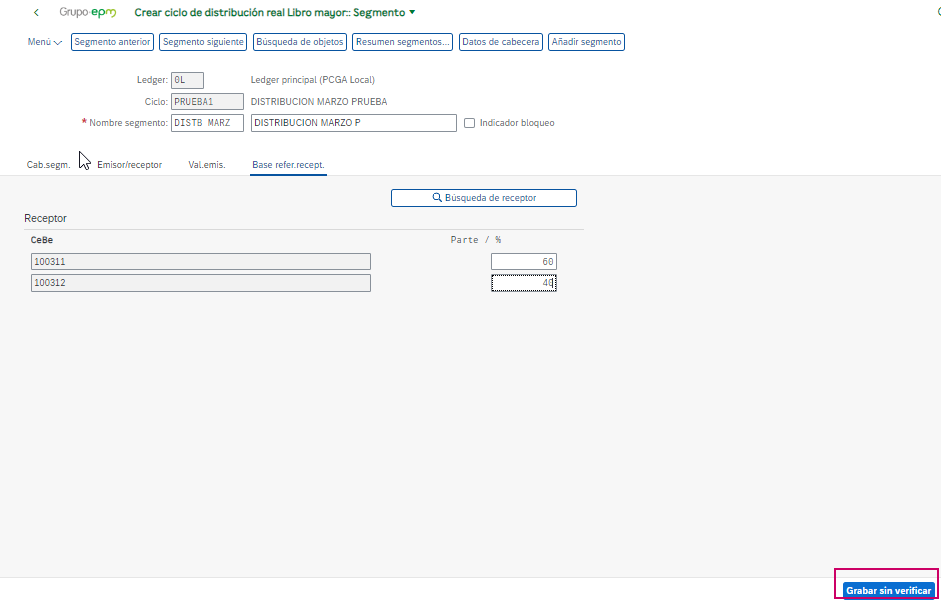 Grupo·epm Crear ciclo de distribución real Libro mayor:: Segmento
Menú Segmento anterior Segmento siguiente Búsqueda de objetos Resumen segmentos... Datos de cabecera Añadir segmento
Ledger: 0L Ledger principal (PCGA Local)
Ciclo: PRUEBA1 DISTRIBUCION MARZO PRUEBA
* Nombre segmento: DISTB MARZ DISTRIBUCION MARZO P Indicador bloqueo
Cab.segm. Emisor/receptor Val.emis. Base refer.recept.
Búsqueda de receptor
Receptor
CeBe Parte / %
100311 60
100312 40
Grabar sin verificar